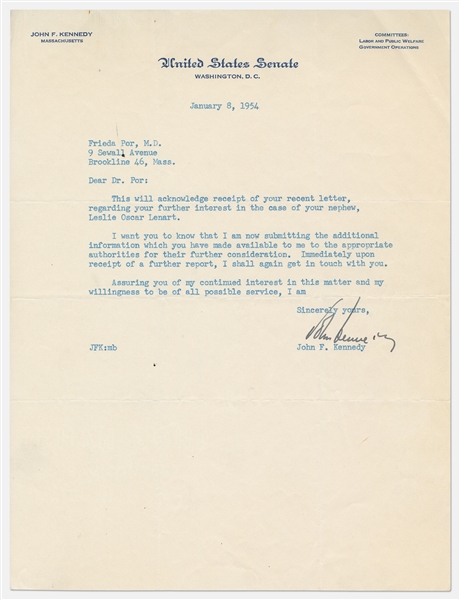 JOHN F. KENNEDY
MASSACHUSETTS
COMMITTEES:
LABOR AND PUBLIC WELFARE
GOVERNMENT OPERATIONS
United States Senate
WASHINGTON, D. C.
January 8, 1954
Frieda Por, M.D.
9 Sewall Avenue
Brookline 46, Mass.
Dear Dr. Por:
This will acknowledge receipt of your recent letter,
regarding your further interest in the case of your nephew,
Leslie Oscar Lenart.
I want you to know that I am now submitting the additional
information which you have made available to me to the appropriate
authorities for their further consideration. Immediately upon
receipt of a further report, I shall again get in touch with you.
Assuring you of my continued interest in this matter and my
willingness to be of all possible service, I am
Sincerely yours,
John Kennedy
JFK:mb
John F. Kennedy